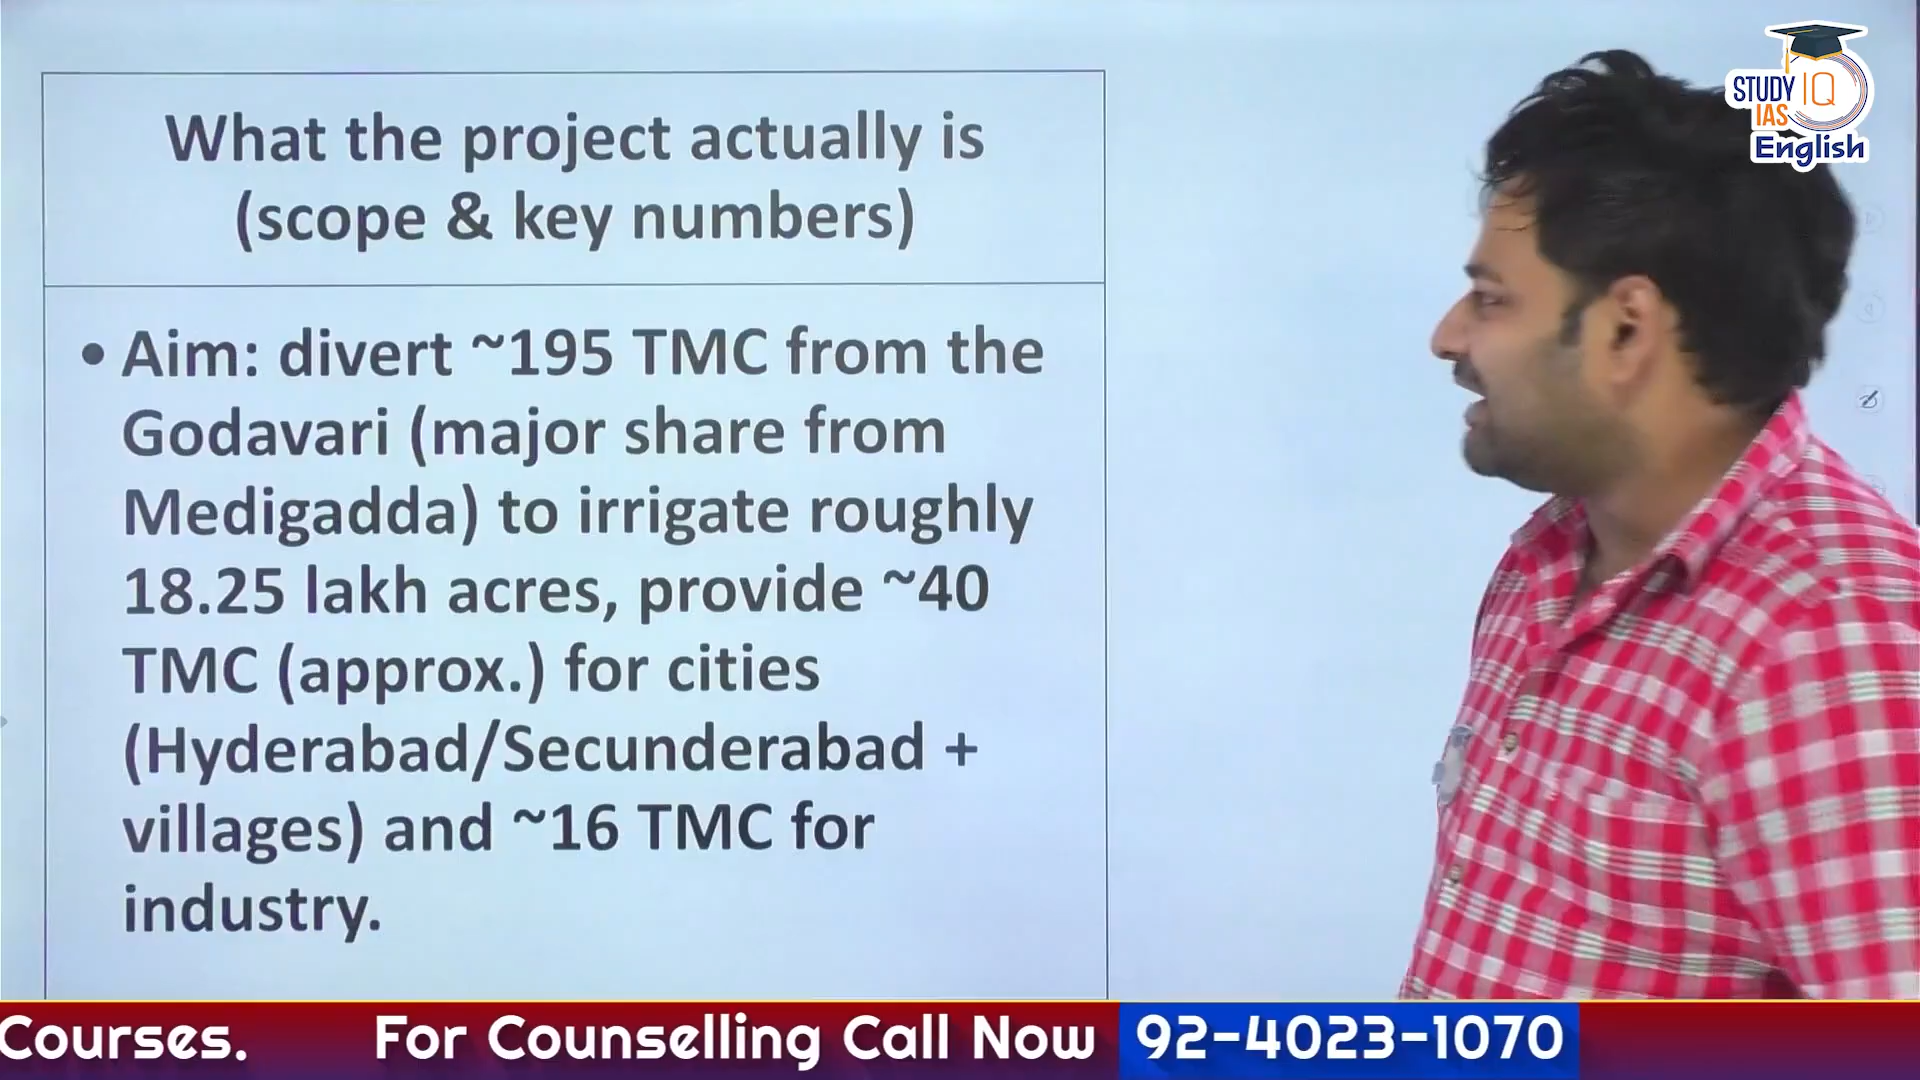 What the project actually is
(scope & key numbers)
• Aim: divert ~195 TMC from the
Godavari (major share from
Medigadda) to irrigate roughly
18.25 lakh acres, provide ~40
TMC (approx.) for cities
(Hyderabad/Secunderabad +
villages) and ~16 TMC for
industry.
STUDY IQ
IAS
English
Courses. For Counselling Call Now 92-4023-1070